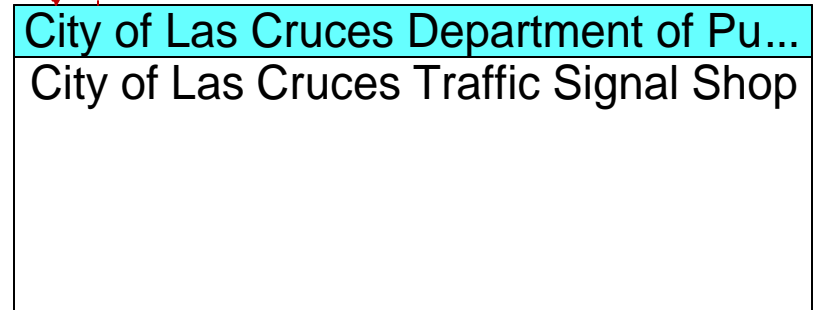 City of Las Cruces Department of Pu...
City of Las Cruces Traffic Signal Shop